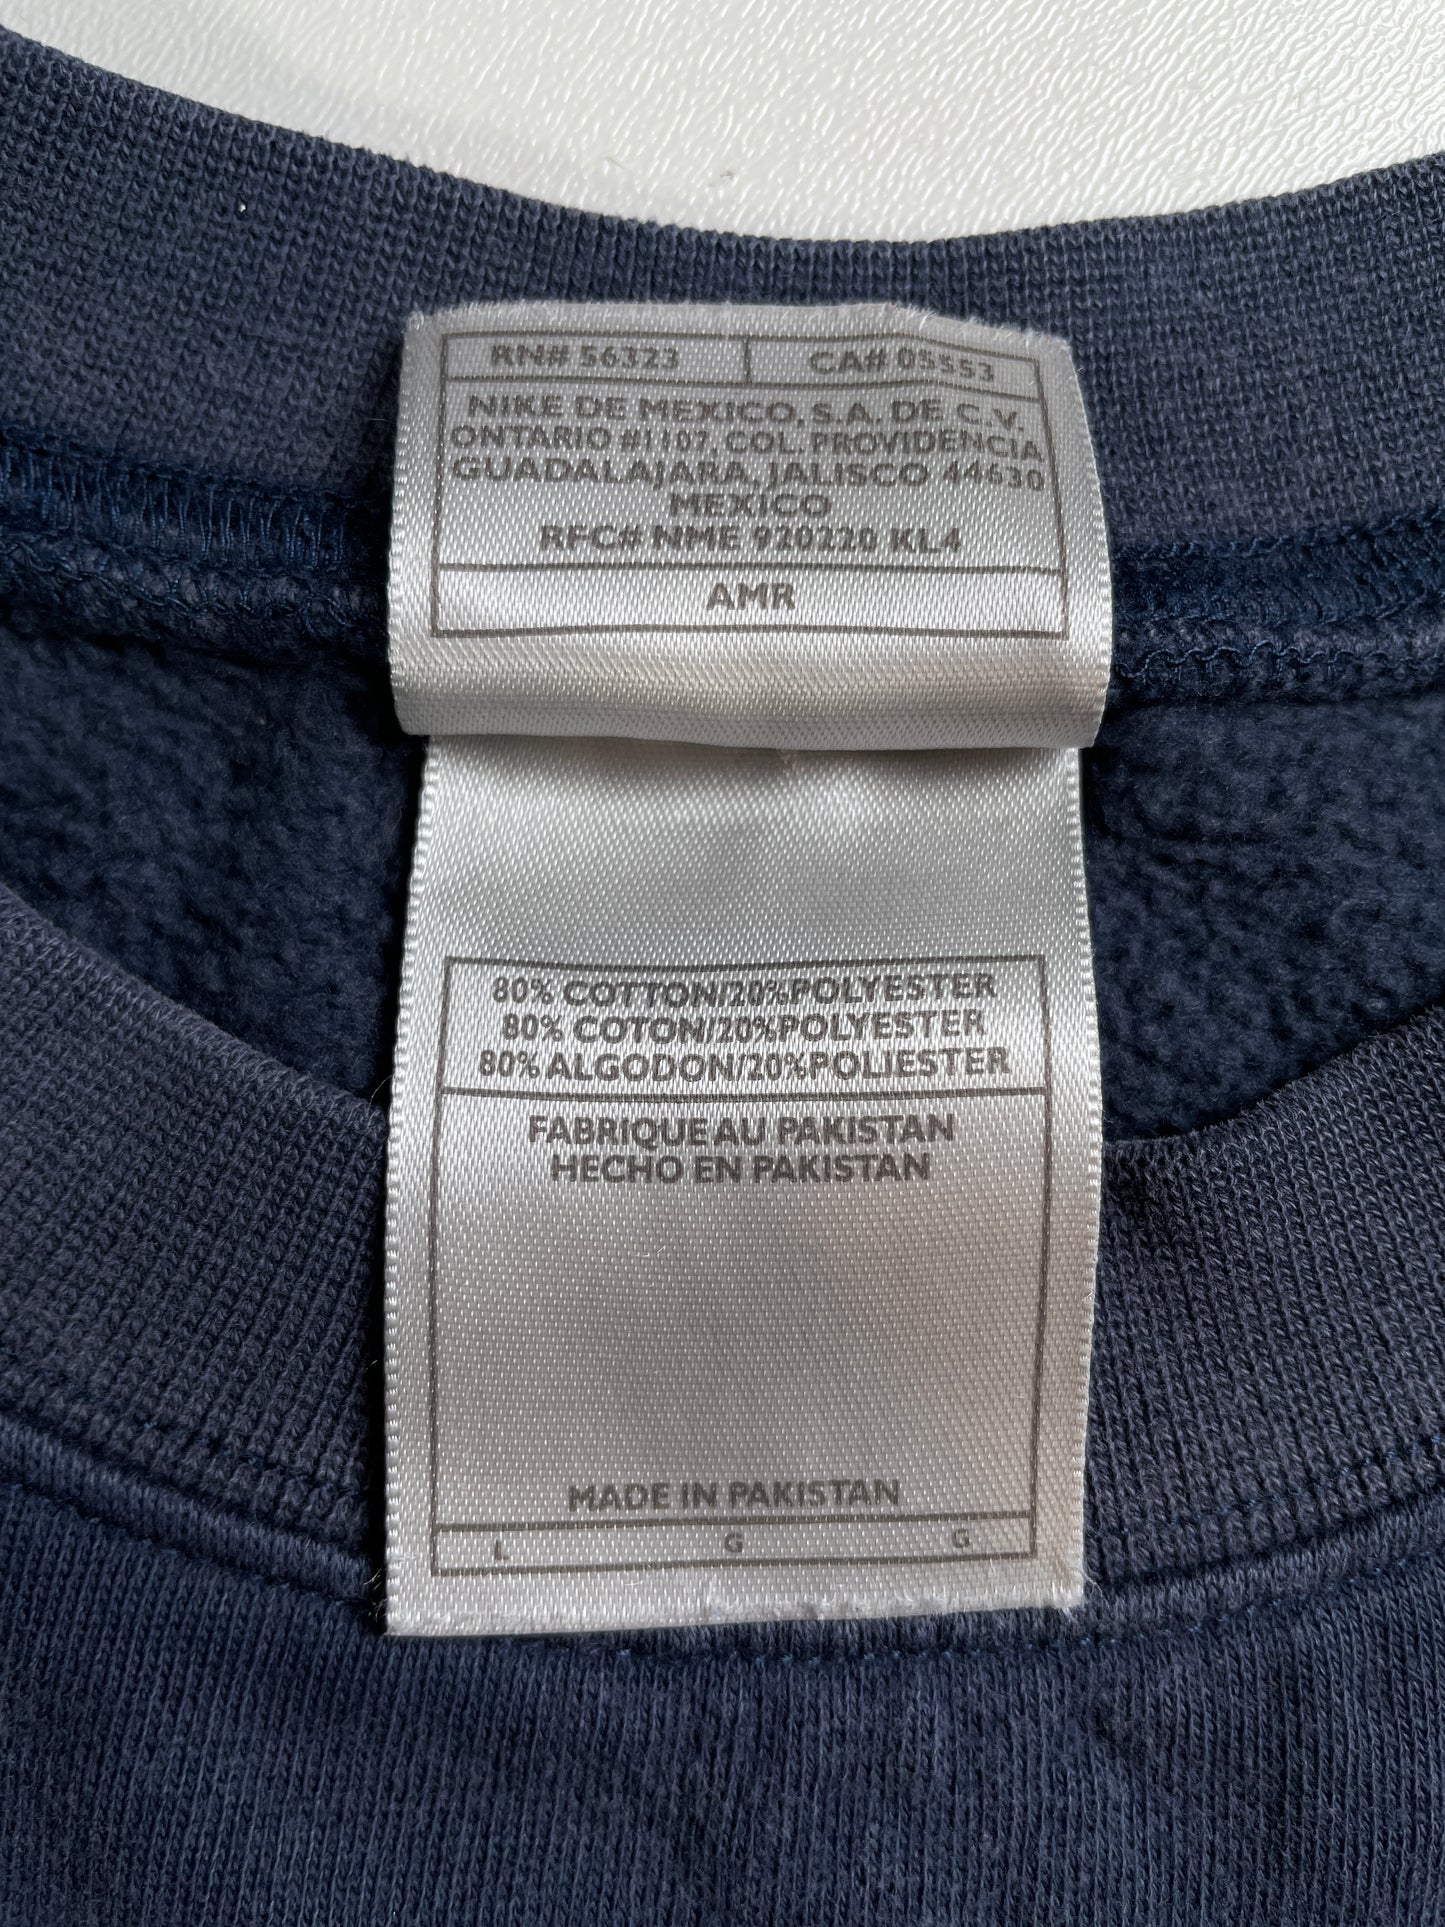 RN# 56323 CA# 05553
NIKE DE MEXICO, S.A. DE C.V.
ONTARIO #1107, COL. PROVIDENCIA
GUADALAJARA, JALISCO 44630
MEXICO
RFC# NME 920220 KL4
AMR
80% COTTON/20%POLYESTER
80% COTON/20%POLYESTER
80% ALGODON/20%POLIESTER
FABRIQUE AU PAKISTAN
HECHO EN PAKISTAN
MADE IN PAKISTAN
L G G